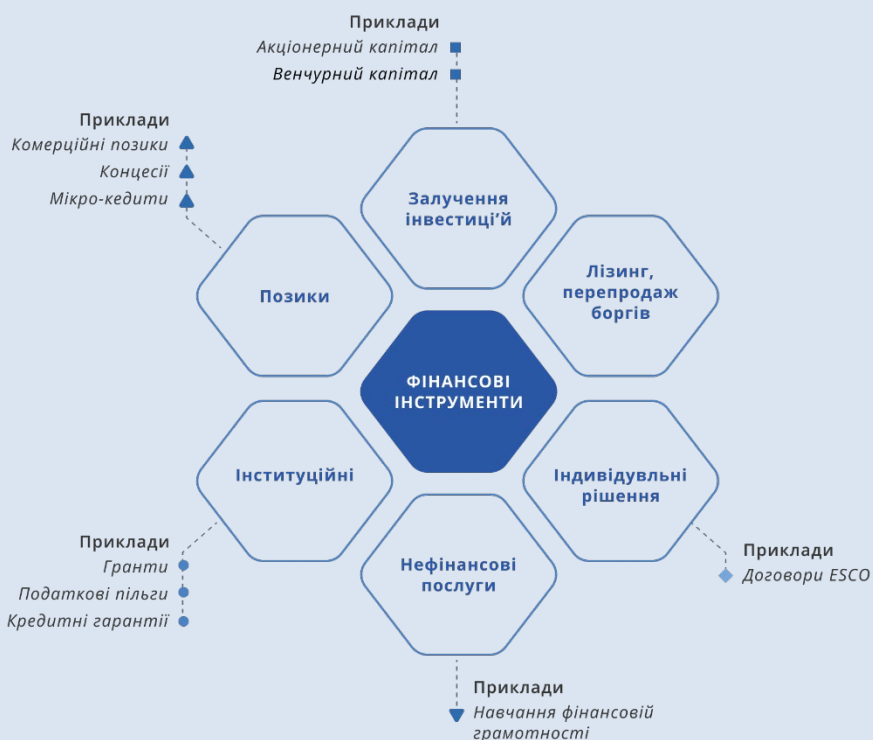 Приклади
Акціонерний капітал
Венчурний капітал
Приклади
Комерційні позики
Концесії
Мікро-кедити
Залучення
інвестиці’й
Позики
Лізинг,
перепродаж
боргів
ФІНАНСОВІ
ІНСТРУМЕНТИ
Інституційні
Індивідувльні
рішення
Нефінансові
послуги
Приклади
Гранти
Податкові пільги
Кредитні гарантії
Приклади
Договори ESCO
Приклади
Навчання фінансовій
грамотності